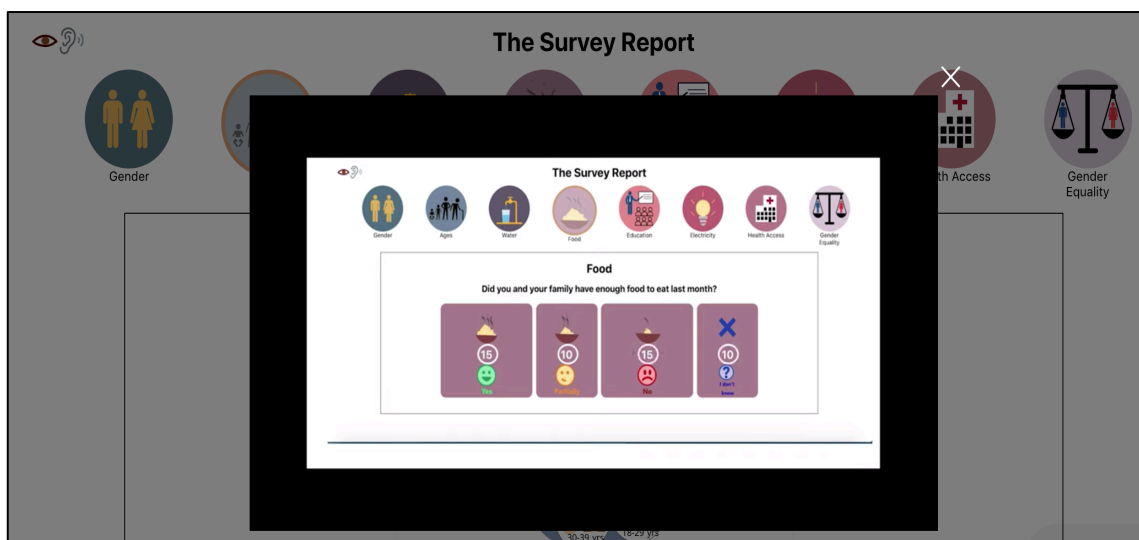 The Survey Report
Gender
th Access
Gender
Equality
The Survey Report
Gender
Ages
Water
Food
Education
Electricity
Health Access
Gender
Equality
Food
Did you and your family have enough food to eat last month?
15
10
15
10
Yes
Partially
No
I don't
know
30-39 yrs
18-29 yrs